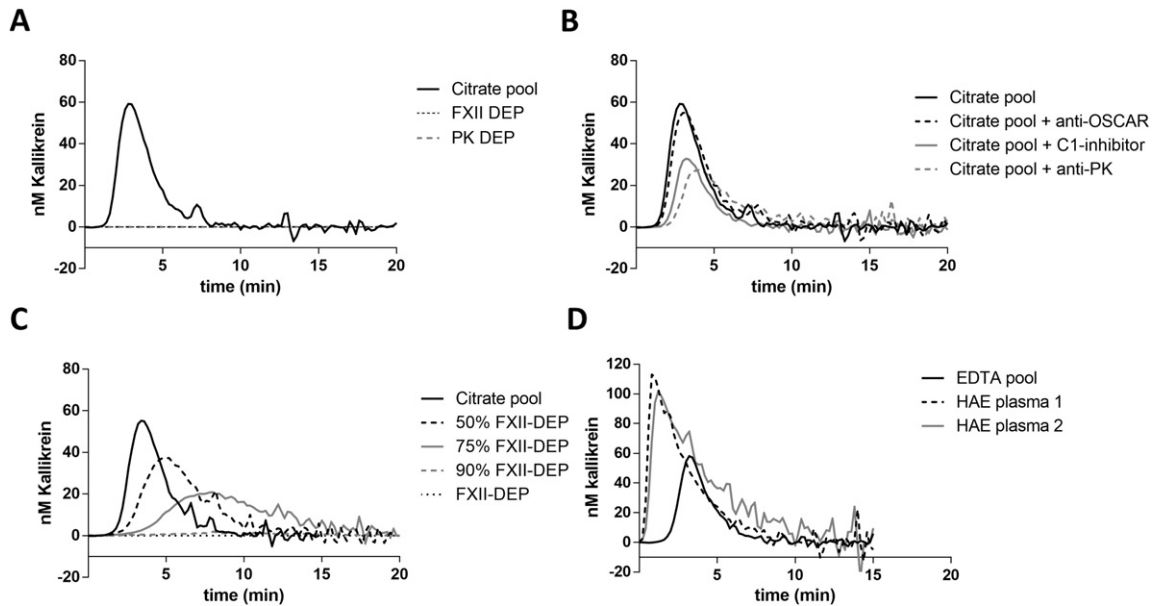 A
80
60
40
20
0
-20
nM Kallikrein
5
10
15
20
time (min)
Citrate pool
FXII DEP
PK DEP
B
80
60
40
20
0
-20
nM Kallikrein
5
10
15
20
time (min)
Citrate pool
Citrate pool + anti-OSCAR
Citrate pool + C1-inhibitor
Citrate pool + anti-PK
C
80
60
40
20
0
-20
nM Kallikrein
5
10
15
20
time (min)
Citrate pool
50% FXII-DEP
75% FXII-DEP
90% FXII-DEP
FXII-DEP
D
120
100
80
60
40
20
0
-20
nM kallikrein
5
10
15
20
time (min)
EDTA pool
HAE plasma 1
HAE plasma 2